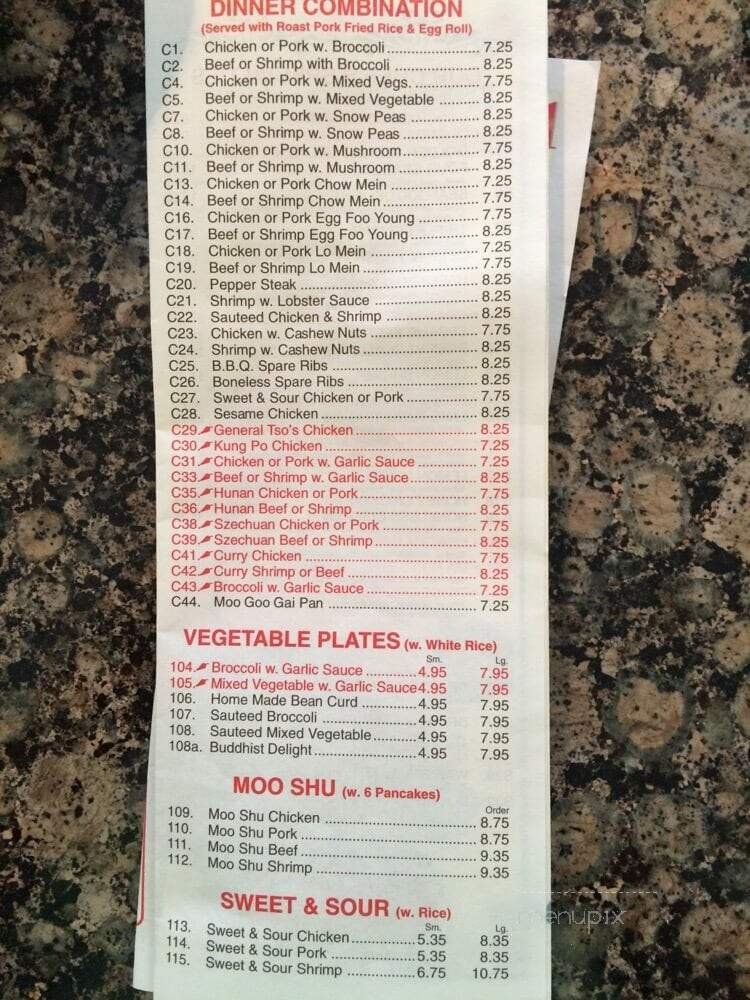 DINNER COMBINATION
(Served with Roast Pork Fried Rice & Egg Roll)
C1. Chicken or Pork w. Broccoli 7.25
C2. Beef or Shrimp with Broccoli 8.25
C4. Chicken or Pork w. Mixed Vegs. 7.75
C5. Beef or Shrimp w. Mixed Vegetable 8.25
C7. Chicken or Pork w. Snow Peas 8.25
C8. Beef or Shrimp w. Snow Peas 8.25
C10. Chicken or Pork w. Mushroom 7.75
C11. Beef or Shrimp w. Mushroom 8.25
C13. Chicken or Pork Chow Mein 7.25
C14. Beef or Shrimp Chow Mein 7.75
C16. Chicken or Pork Egg Foo Young 7.75
C17. Beef or Shrimp Egg Foo Young 8.25
C18. Chicken or Pork Lo Mein 7.25
C19. Beef or Shrimp Lo Mein 7.75
C20. Pepper Steak 8.25
C21. Shrimp w. Lobster Sauce 8.25
C22. Sauteed Chicken & Shrimp 8.25
C23. Chicken w. Cashew Nuts 7.75
C24. Shrimp w. Cashew Nuts 8.25
C25. B.B.Q. Spare Ribs 8.25
C26. Boneless Spare Ribs 8.25
C27. Sweet & Sour Chicken or Pork 7.75
C28. Sesame Chicken 8.25
C29. General Tso's Chicken 8.25
C30. Kung Po Chicken 7.25
C31. Chicken or Pork w. Garlic Sauce 7.25
C33. Beef or Shrimp w. Garlic Sauce 8.25
C35. Hunan Chicken or Pork 7.75
C36. Hunan Beef or Shrimp 8.25
C38. Szechuan Chicken or Pork 7.75
C39. Szechuan Beef or Shrimp 8.25
C41. Curry Chicken 7.75
C42. Curry Shrimp or Beef 8.25
C43. Broccoli w. Garlic Sauce 7.25
C44. Moo Goo Gai Pan 7.25
VEGETABLE PLATES (w. White Rice)
Sm. Lg.
104. Broccoli w. Garlic Sauce 4.95 7.95
105. Mixed Vegetable w. Garlic Sauce 4.95 7.95
106. Home Made Bean Curd 4.95 7.95
107. Sauteed Broccoli 4.95 7.95
108. Sauteed Mixed Vegetable 4.95 7.95
108a. Buddhist Delight 4.95 7.95
MOO SHU (w. 6 Pancakes)
Order
109. Moo Shu Chicken 8.75
110. Moo Shu Pork 8.75
111. Moo Shu Beef 9.35
112. Moo Shu Shrimp 9.35
SWEET & SOUR (w. Rice)
Sm. Lg.
113. Sweet & Sour Chicken 5.35 8.35
114. Sweet & Sour Pork 5.35 8.35
115. Sweet & Sour Shrimp 6.75 10.75
menupix